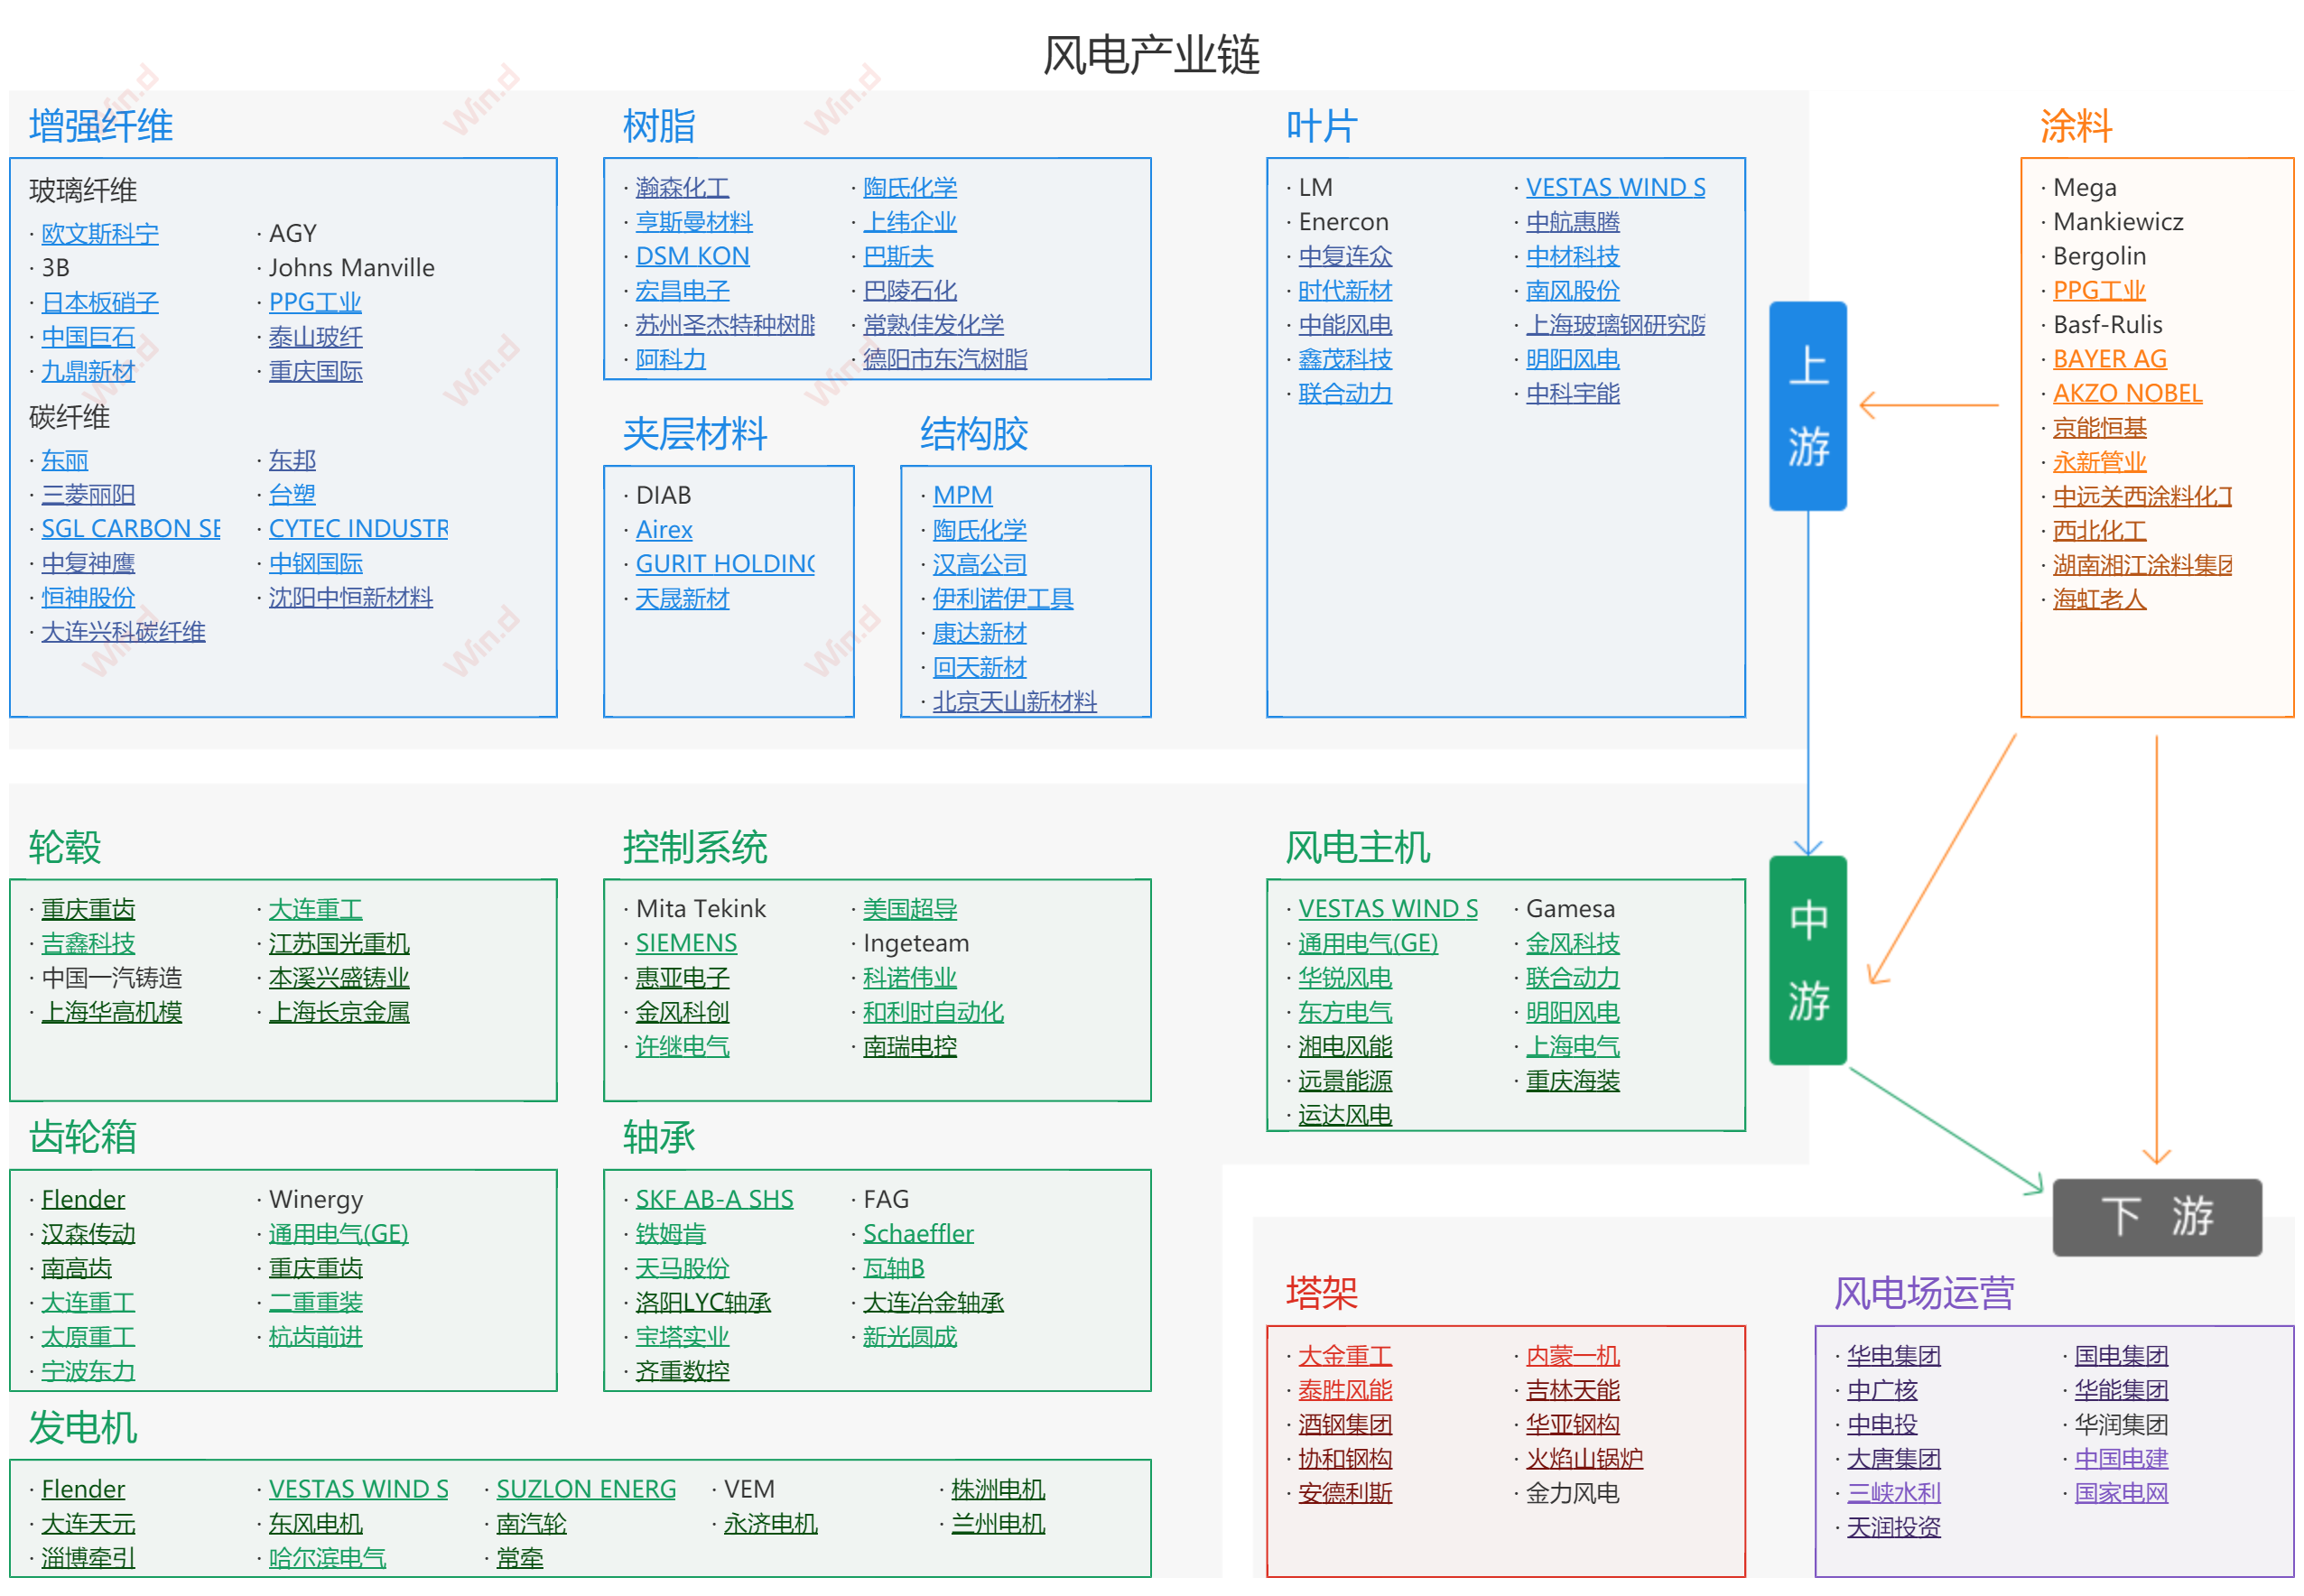 风电产业链
增强纤维
玻璃纤维
· 欧文斯科宁
· AGY
· 3B
· Johns Manville
· 日本板硝子
· PPG工业
· 中国巨石
· 泰山玻纤
· 九鼎新材
· 重庆国际
碳纤维
· 东丽
· 东邦
· 三菱丽阳
· 台塑
· SGL CARBON SE
· CYTEC INDUSTR
· 中复神鹰
· 中钢国际
· 恒神股份
· 沈阳中恒新材料
· 大连兴科碳纤维
树脂
· 瀚森化工
· 陶氏化学
· 亨斯曼材料
· 上纬企业
· DSM KON
· 巴斯夫
· 宏昌电子
· 巴陵石化
· 苏州圣杰特种树脂
· 常熟佳发化学
· 阿科力
· 德阳市东汽树脂
夹层材料
· DIAB
· Airex
· GURIT HOLDING
· 天晟新材
结构胶
· MPM
· 陶氏化学
· 汉高公司
· 伊利诺伊工具
· 康达新材
· 回天新材
· 北京天山新材料
叶片
· LM
· VESTAS WIND S
· Enercon
· 中航惠腾
· 中复连众
· 中材科技
· 时代新材
· 南风股份
· 中能风电
· 上海玻璃钢研究院
· 鑫茂科技
· 明阳风电
· 联合动力
· 中科宇能
上游
涂料
· Mega
· Mankiewicz
· Bergolin
· PPG工业
· Basf-Rulis
· BAYER AG
· AKZO NOBEL
· 京能恒基
· 永新管业
· 中远关西涂料化工
· 西北化工
· 湖南湘江涂料集团
· 海虹老人
轮毂
· 重庆重齿
· 大连重工
· 吉鑫科技
· 江苏国光重机
· 中国一汽铸造
· 本溪兴盛铸业
· 上海华高机模
· 上海长京金属
控制系统
· Mita Tekink
· 美国超导
· SIEMENS
· Ingeteam
· 惠亚电子
· 科诺伟业
· 金风科创
· 和利时自动化
· 许继电气
· 南瑞电控
风电主机
· VESTAS WIND S
· Gamesa
· 通用电气(GE)
· 金风科技
· 华锐风电
· 联合动力
· 东方电气
· 明阳风电
· 湘电风能
· 上海电气
· 远景能源
· 重庆海装
· 运达风电
中游
齿轮箱
· Flender
· Winergy
· 汉森传动
· 通用电气(GE)
· 南高齿
· 重庆重齿
· 大连重工
· 二重重装
· 太原重工
· 杭齿前进
· 宁波东力
轴承
· SKF AB-A SHS
· FAG
· 铁姆肯
· Schaeffler
· 天马股份
· 瓦轴B
· 洛阳LYC轴承
· 大连冶金轴承
· 宝塔实业
· 新光圆成
· 齐重数控
发电机
· Flender
· VESTAS WIND S
· SUZLON ENERG
· VEM
· 株洲电机
· 大连天元
· 东风电机
· 南汽轮
· 永济电机
· 兰州电机
· 淄博牵引
· 哈尔滨电气
· 常牵
下游
塔架
· 大金重工
· 内蒙一机
· 泰胜风能
· 吉林天能
· 酒钢集团
· 华亚钢构
· 协和钢构
· 火焰山锅炉
· 安德利斯
· 金力风电
风电场运营
· 华电集团
· 国电集团
· 中广核
· 华能集团
· 中电投
· 华润集团
· 大唐集团
· 中国电建
· 三峡水利
· 国家电网
· 天润投资
Win.d
Win.d
Win.d
Win.d
Win.d
Win.d
Win.d
Win.d
Win.d